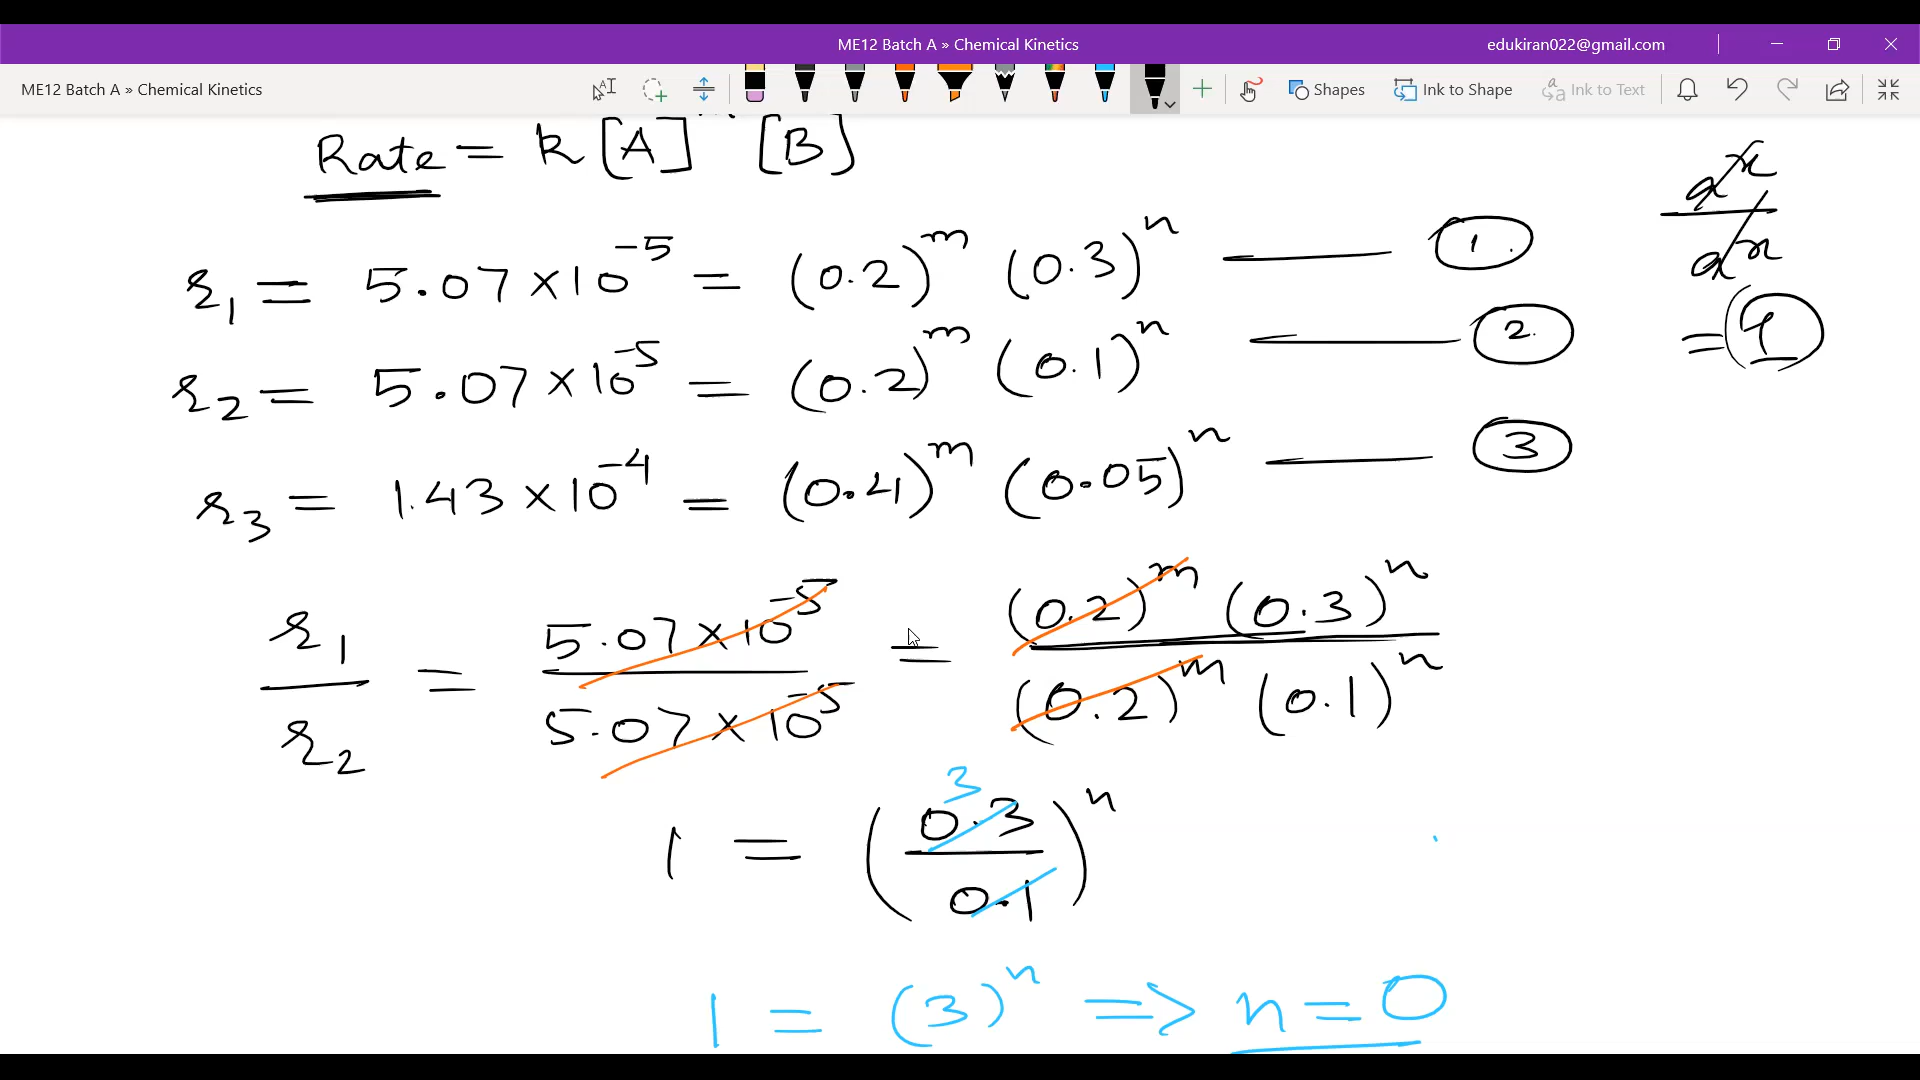 ME12 Batch A » Chemical Kinetics edukiran022@gmail.com
ME12 Batch A » Chemical Kinetics Shapes Ink to Shape Ink to Text
Rate = k [A] [B]
r₁ = 5.07 × 10⁻⁵ = (0.2)ᵐ (0.3)ⁿ —— ①
r₂ = 5.07 × 10⁻⁵ = (0.2)ᵐ (0.1)ⁿ —— ②
r₃ = 1.43 × 10⁻⁴ = (0.4)ᵐ (0.05)ⁿ —— ③
aˣ
aˣ
= 1
r₁/r₂ = 5.07 × 10⁻⁵ / 5.07 × 10⁻⁵ = (0.2)ᵐ (0.3)ⁿ / (0.2)ᵐ (0.1)ⁿ
3
1 = (0.3/0.1)ⁿ
1 = (3)ⁿ => n = 0